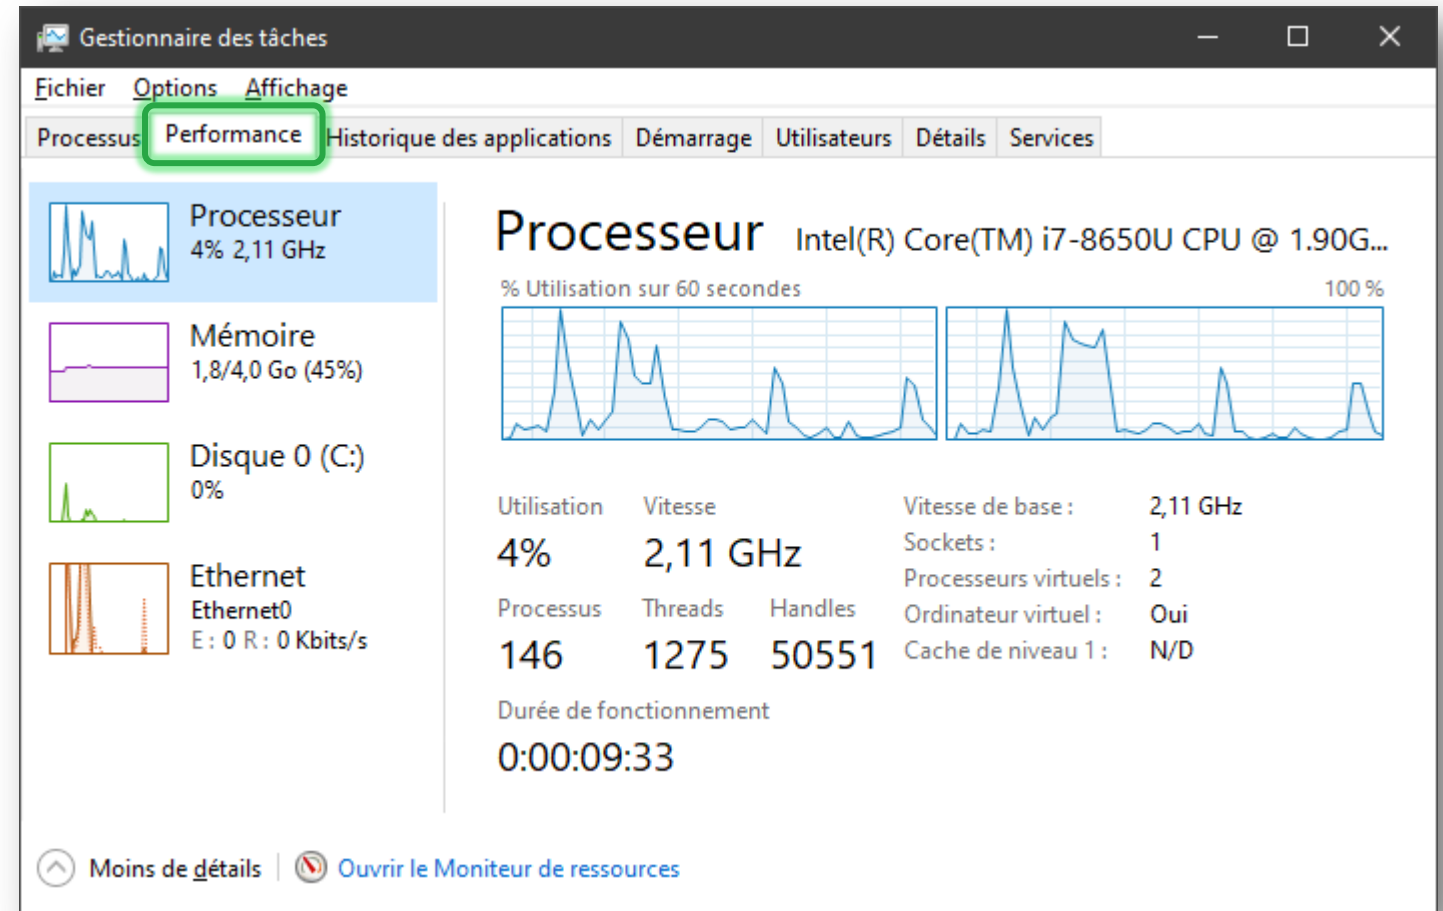 Gestionnaire des tâches
Fichier Options Affichage
Processus Performance Historique des applications Démarrage Utilisateurs Détails Services
Processeur
4% 2,11 GHz
Mémoire
1,8/4,0 Go (45%)
Disque 0 (C:)
0%
Ethernet
Ethernet0
E : 0 R : 0 Kbits/s
Processeur Intel(R) Core(TM) i7-8650U CPU @ 1.90G...
% Utilisation sur 60 secondes 100 %
Utilisation Vitesse
4% 2,11 GHz
Processus Threads Handles
146 1275 50551
Durée de fonctionnement
0:00:09:33
Vitesse de base : 2,11 GHz
Sockets : 1
Processeurs virtuels : 2
Ordinateur virtuel : Oui
Cache de niveau 1 : N/D
Moins de détails Ouvrir le Moniteur de ressources